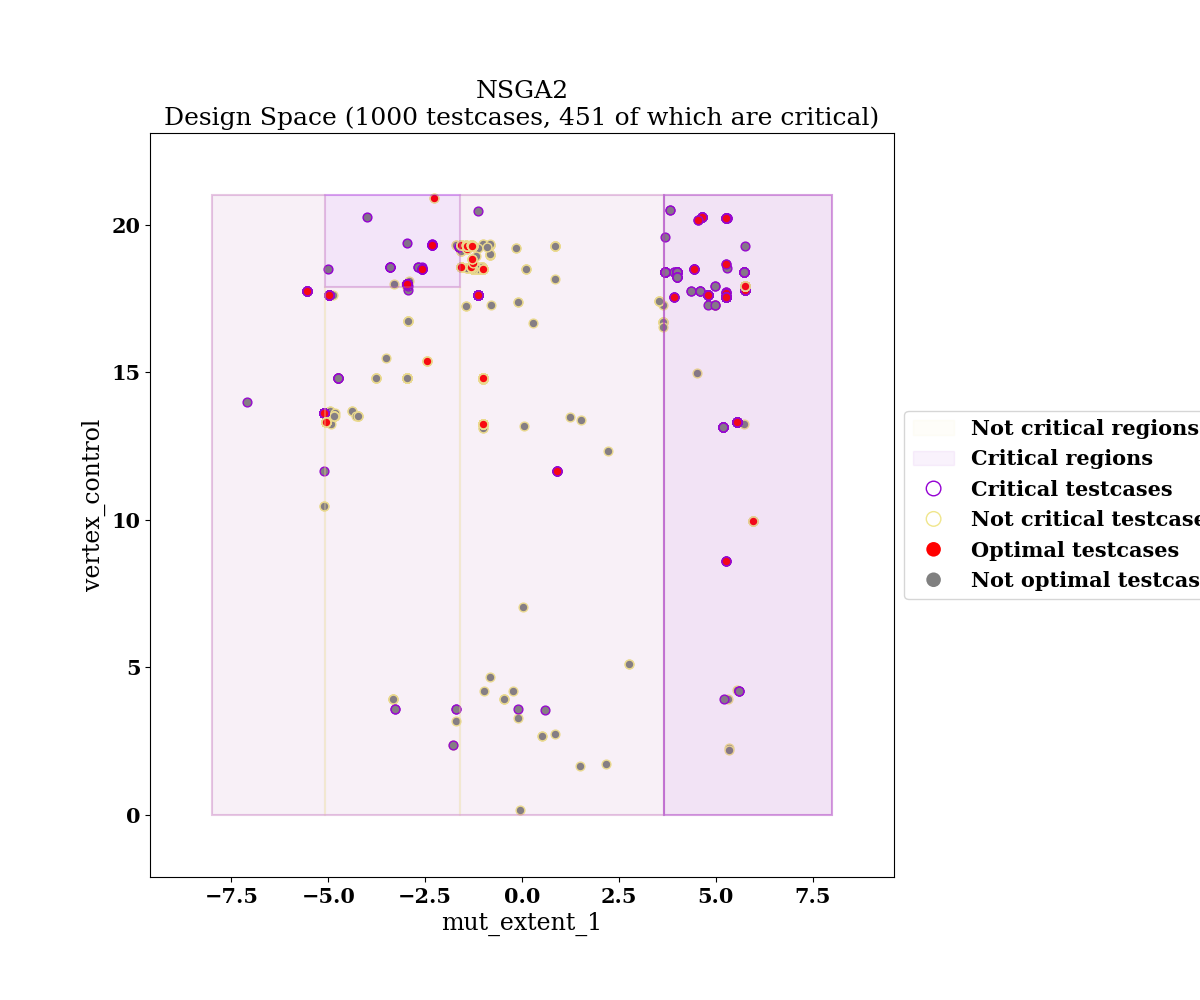 NSGA2
Design Space (1000 testcases, 451 of which are critical)
vertex_control
20
15
10
5
0
−7.5 −5.0 −2.5 0.0 2.5 5.0 7.5
mut_extent_1
Not critical regions
Critical regions
Critical testcases
Not critical testcase
Optimal testcases
Not optimal testcas